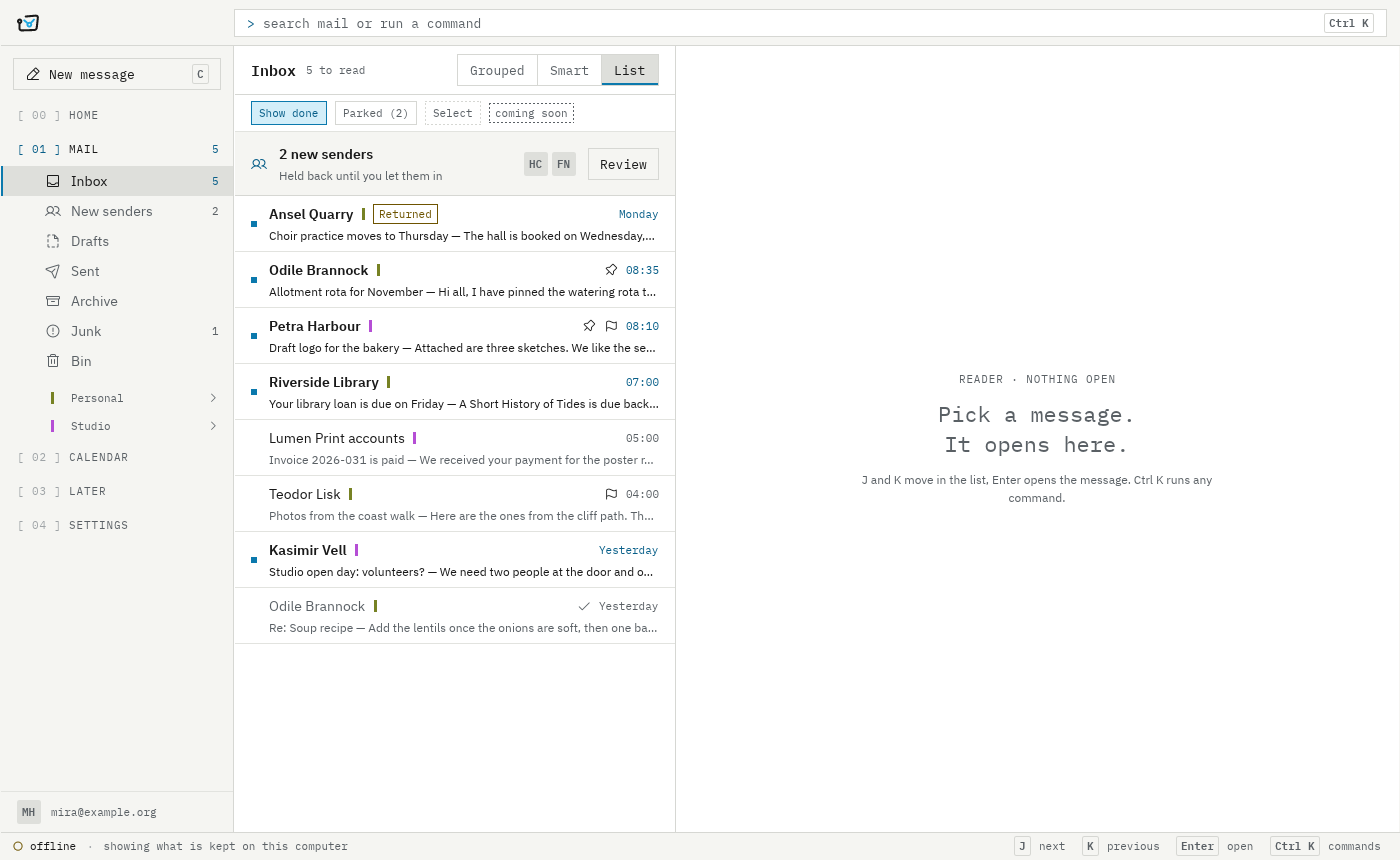 > search mail or run a command Ctrl K
New message C
[ 00 ] HOME
[ 01 ] MAIL 5
Inbox 5
New senders 2
Drafts
Sent
Archive
Junk 1
Bin
Personal
Studio
[ 02 ] CALENDAR
[ 03 ] LATER
[ 04 ] SETTINGS
MH mira@example.org
Inbox 5 to read Grouped Smart List
Show done Parked (2) Select coming soon
2 new senders
Held back until you let them in
HC FN Review
Ansel Quarry Returned Monday
Choir practice moves to Thursday — The hall is booked on Wednesday,...
Odile Brannock 08:35
Allotment rota for November — Hi all, I have pinned the watering rota t...
Petra Harbour 08:10
Draft logo for the bakery — Attached are three sketches. We like the se...
Riverside Library 07:00
Your library loan is due on Friday — A Short History of Tides is due back...
Lumen Print accounts 05:00
Invoice 2026-031 is paid — We received your payment for the poster r...
Teodor Lisk 04:00
Photos from the coast walk — Here are the ones from the cliff path. Th...
Kasimir Vell Yesterday
Studio open day: volunteers? — We need two people at the door and o...
Odile Brannock Yesterday
Re: Soup recipe — Add the lentils once the onions are soft, then one ba...
READER · NOTHING OPEN
Pick a message.
It opens here.
J and K move in the list, Enter opens the message. Ctrl K runs any
command.
offline · showing what is kept on this computer
J next K previous Enter open Ctrl K commands